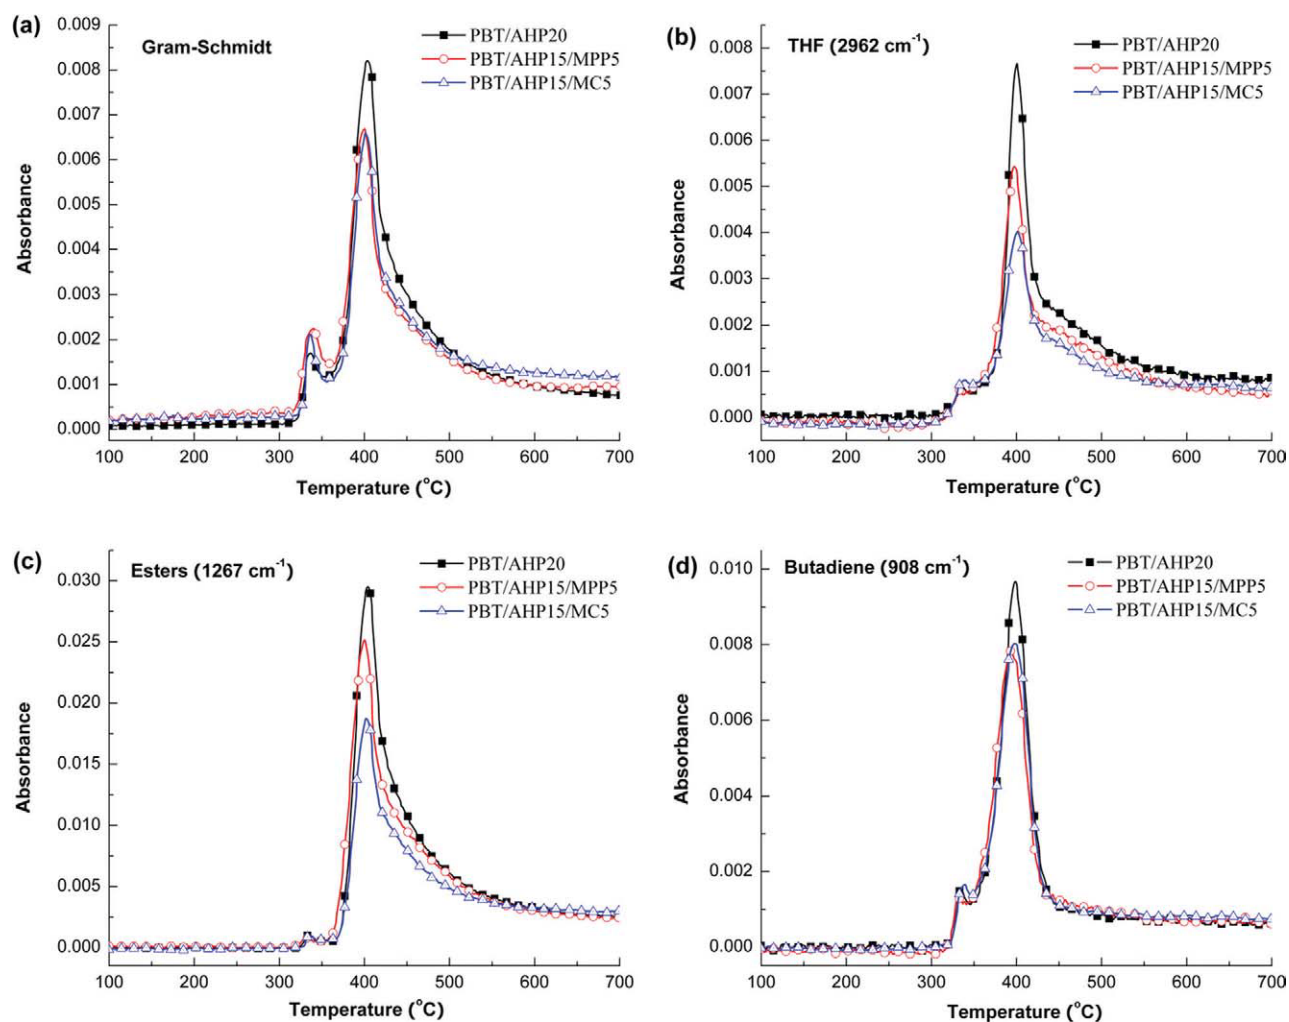 (a)
Gram-Schmidt
PBT/AHP20
PBT/AHP15/MPP5
PBT/AHP15/MC5
Absorbance
0.009
0.008
0.007
0.006
0.005
0.004
0.003
0.002
0.001
0.000
100 200 300 400 500 600 700
Temperature (°C)
(b)
THF (2962 cm⁻¹)
PBT/AHP20
PBT/AHP15/MPP5
PBT/AHP15/MC5
Absorbance
0.008
0.007
0.006
0.005
0.004
0.003
0.002
0.001
0.000
100 200 300 400 500 600 700
Temperature (°C)
(c)
Esters (1267 cm⁻¹)
PBT/AHP20
PBT/AHP15/MPP5
PBT/AHP15/MC5
Absorbance
0.030
0.025
0.020
0.015
0.010
0.005
0.000
100 200 300 400 500 600 700
Temperature (°C)
(d)
Butadiene (908 cm⁻¹)
PBT/AHP20
PBT/AHP15/MPP5
PBT/AHP15/MC5
Absorbance
0.010
0.008
0.006
0.004
0.002
0.000
100 200 300 400 500 600 700
Temperature (°C)